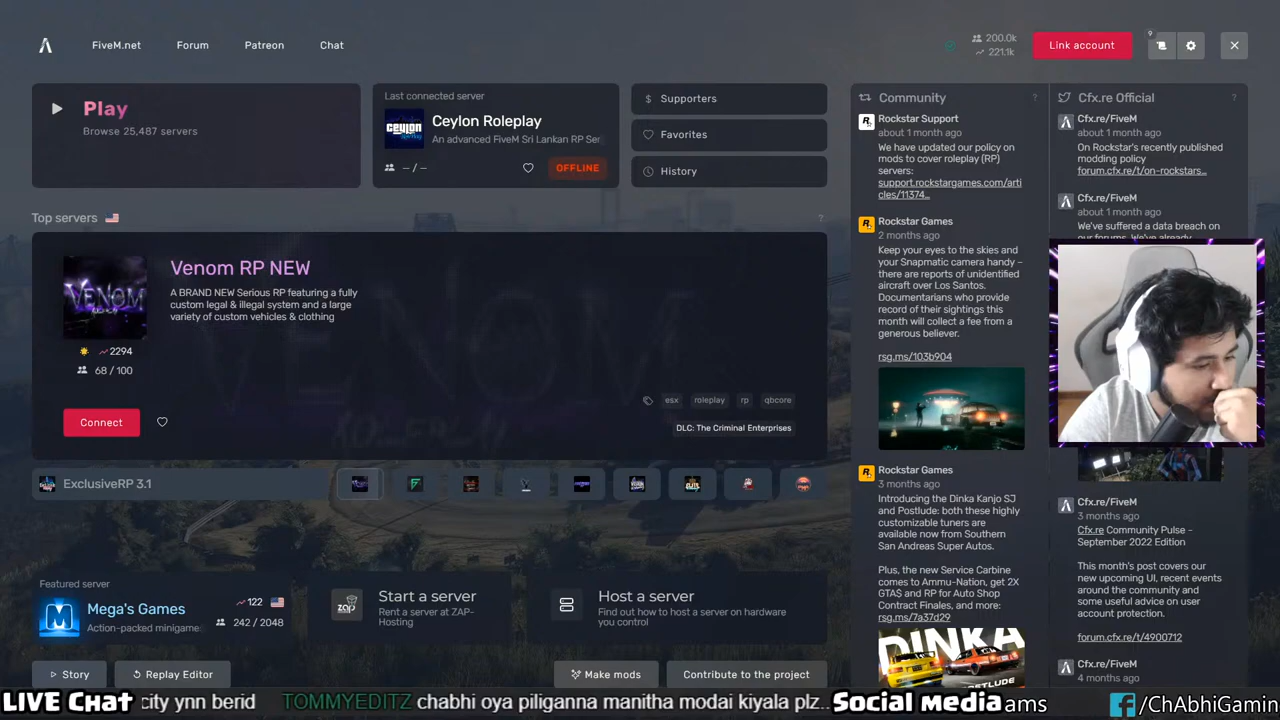 FiveM.net
Forum
Patreon
Chat
200.0k
221.1k
Link account
9
Play
Browse 25,487 servers
Last connected server
CEYLON
Ceylon Roleplay
An advanced FiveM Sri Lankan RP Ser
– / –
OFFLINE
Supporters
Favorites
History
Top servers
?
VENOM
Venom RP NEW
A BRAND NEW Serious RP featuring a fully
custom legal & illegal system and a large
variety of custom vehicles & clothing
2294
68 / 100
Connect
esx
roleplay
rp
qbcore
DLC: The Criminal Enterprises
ExclusiveRP 3.1
Featured server
Mega's Games
Action-packed minigame
122
242 / 2048
ZAP
Start a server
Rent a server at ZAP-
Hosting
Host a server
Find out how to host a server on hardware
you control
Story
Replay Editor
Make mods
Contribute to the project
Community
?
Rockstar Support
about 1 month ago
We have updated our policy on
mods to cover roleplay (RP)
servers:
support.rockstargames.com/arti
cles/11374…
Rockstar Games
2 months ago
Keep your eyes to the skies and
your Snapmatic camera handy –
there are reports of unidentified
aircraft over Los Santos.
Documentarians who provide
record of their sightings this
month will collect a fee from a
generous believer.
rsg.ms/103b904
Rockstar Games
3 months ago
Introducing the Dinka Kanjo SJ
and Postlude: both these highly
customizable tuners are
available now from Southern
San Andreas Super Autos.
Plus, the new Service Carbine
comes to Ammu-Nation, get 2X
GTA$ and RP for Auto Shop
Contract Finales, and more:
rsg.ms/7a37d29
DINKA
POSTLUDE
Cfx.re Official
?
Cfx.re/FiveM
about 1 month ago
On Rockstar's recently published
modding policy
forum.cfx.re/t/on-rockstars…
Cfx.re/FiveM
about 1 month ago
We've suffered a data breach on
our forums. We've already
Cfx.re/FiveM
3 months ago
Cfx.re Community Pulse –
September 2022 Edition
This month's post covers our
new upcoming UI, recent events
around the community and
some useful advice on user
account protection.
forum.cfx.re/t/4900712
Cfx.re/FiveM
4 months ago
LIVE Chat
city ym berid
TOMMYEDITZ chabhi oya piliganna manitha modai kiyala plz..
Social Media
ams
/ChAbhiGamin